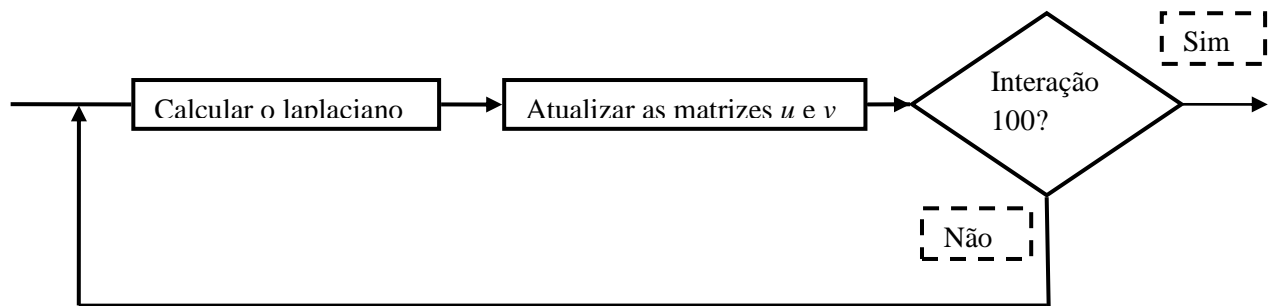 Sim
Calcular o laplaciano
Atualizar as matrizes u e v
Interação
100?
Não